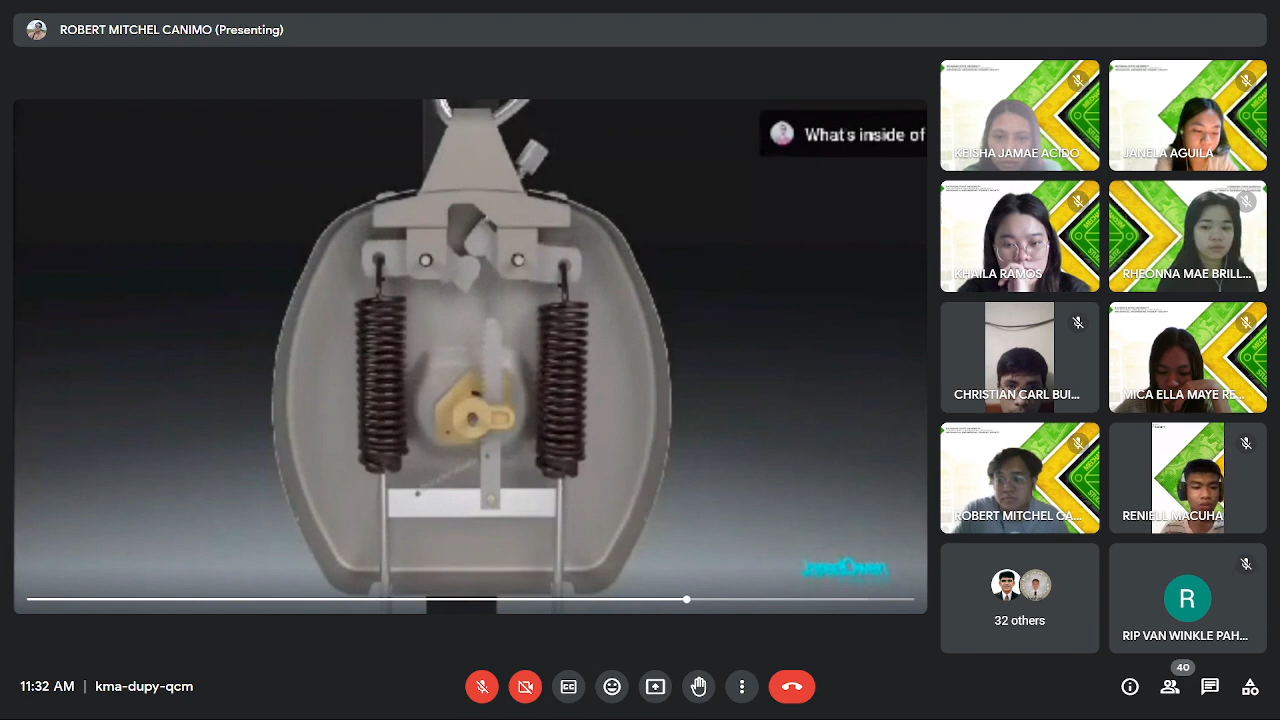 ROBERT MITCHEL CANIMO (Presenting)
What's inside of
JaredOwen
KEISHA JAMAE ACIDO
JANELA AGUILA
KHAILA RAMOS
RHEONNA MAE BRILL...
CHRISTIAN CARL BUI...
MICA ELLA MAYE RE...
ROBERT MITCHEL CA...
RENIELL MACUHA
32 others
R
RIP VAN WINKLE PAH...
11:32 AM | kma-dupy-qcm
40